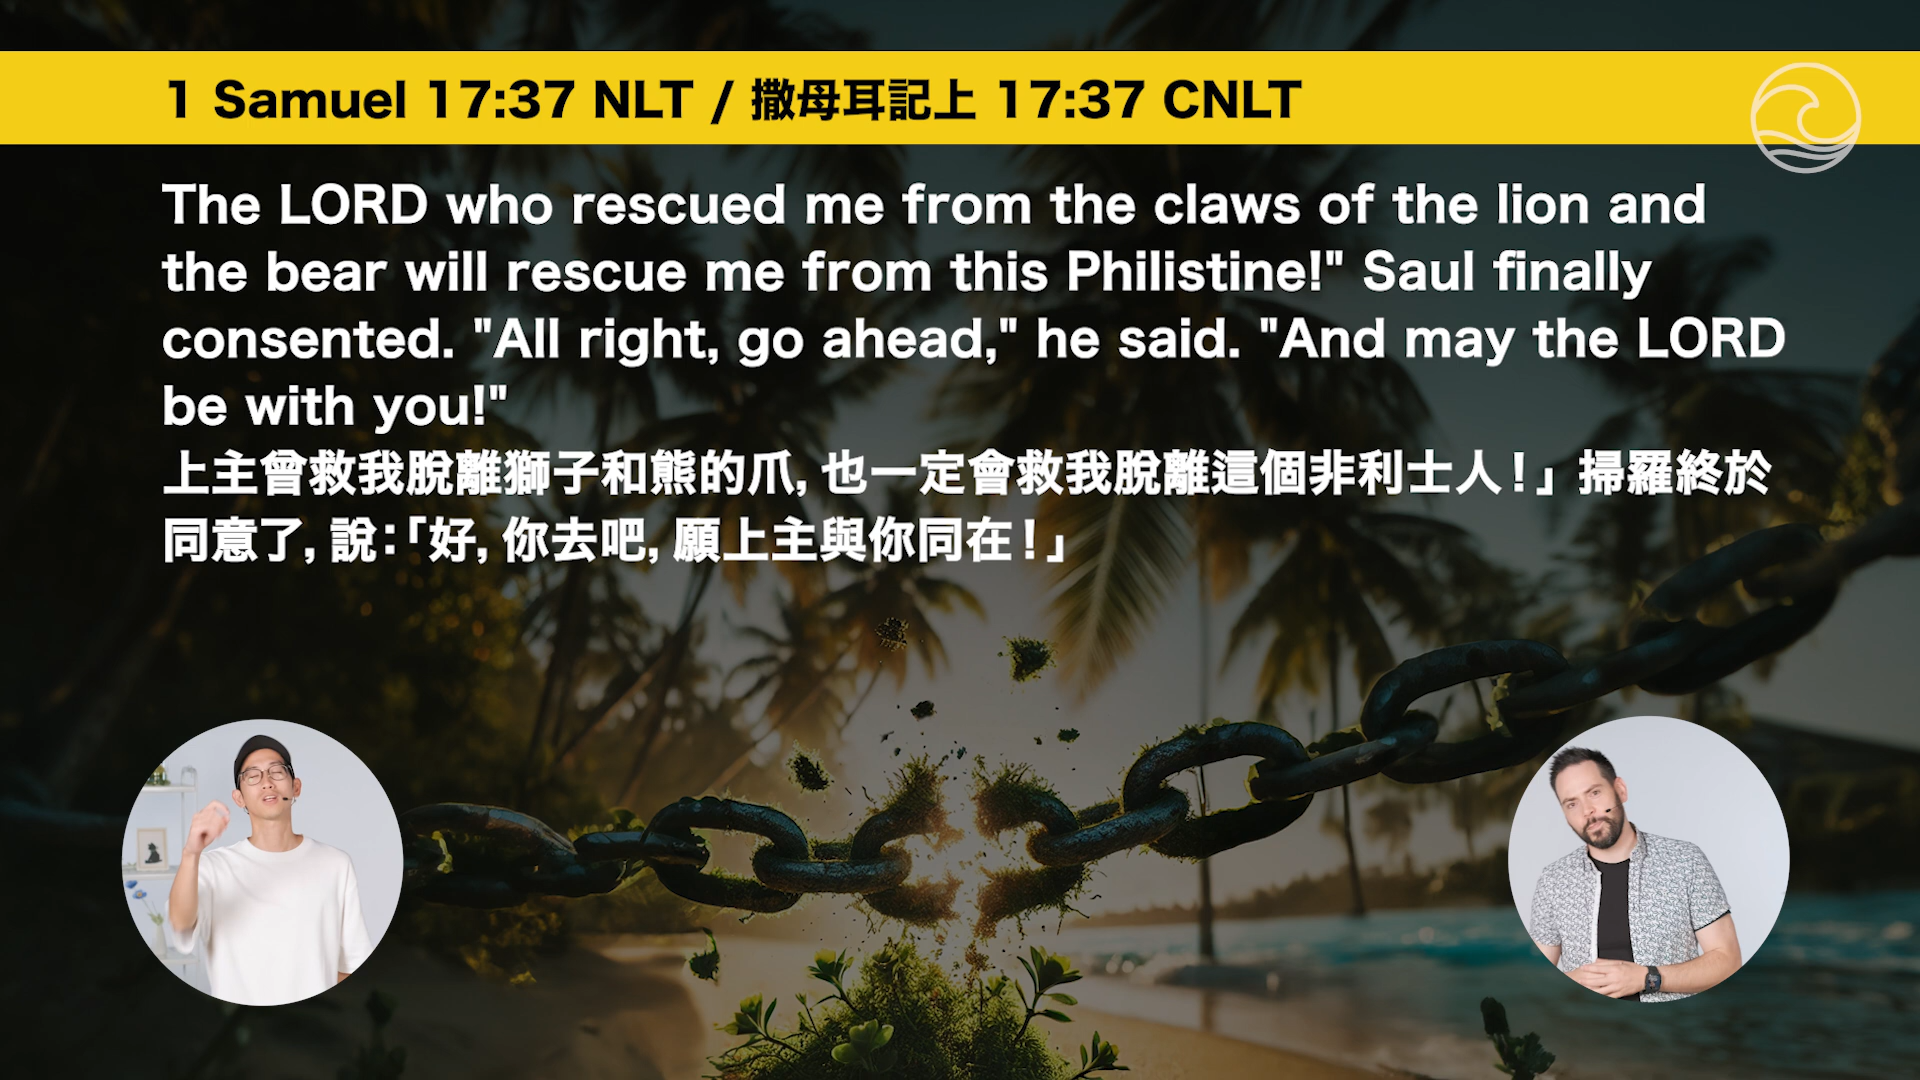 1 Samuel 17:37 NLT / 撒母耳記上 17:37 CNLT
The LORD who rescued me from the claws of the lion and
the bear will rescue me from this Philistine!" Saul finally
consented. "All right, go ahead," he said. "And may the LORD
be with you!"
上主曾救我脫離獅子和熊的爪，也一定會救我脫離這個非利士人！」掃羅終於
同意了，說：「好，你去吧，願上主與你同在！」